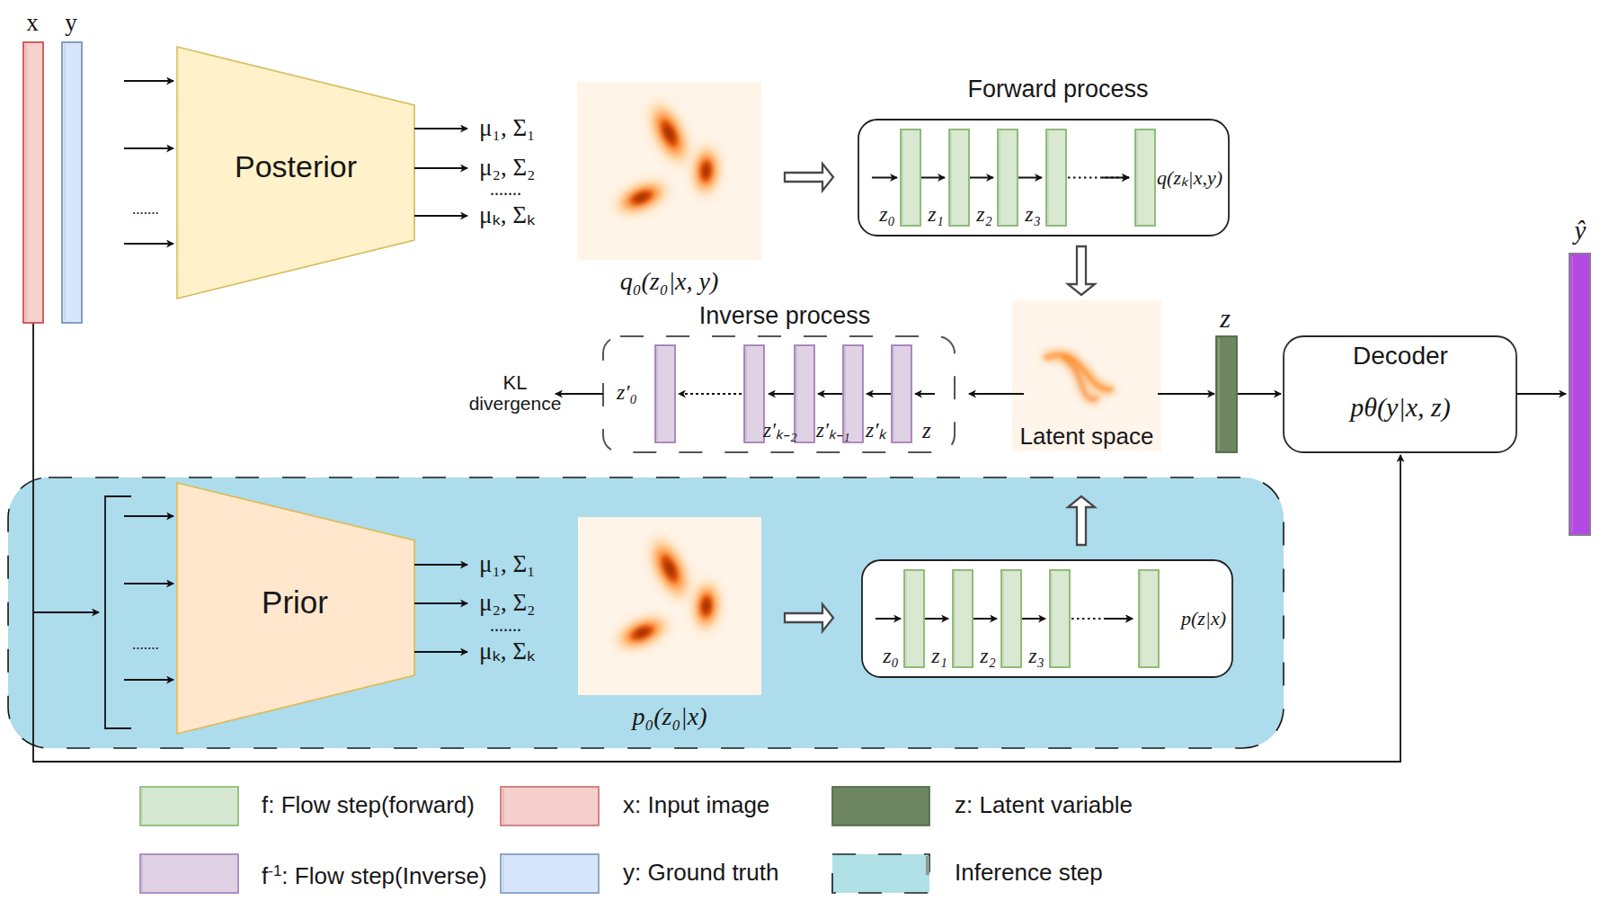 x y
Posterior
.......
μ₁, Σ₁
μ₂, Σ₂
.......
μₖ, Σₖ
q₀(z₀|x, y)
Forward process
z₀ z₁ z₂ z₃
q(zₖ|x,y)
ŷ
Inverse process
KL
divergence
z'₀
z'ₖ₋₂ z'ₖ₋₁ z'ₖ z
Latent space
z
Decoder
pθ(y|x, z)
Prior
.......
μ₁, Σ₁
μ₂, Σ₂
.......
μₖ, Σₖ
p₀(z₀|x)
z₀ z₁ z₂ z₃
p(z|x)
f: Flow step(forward)
x: Input image
z: Latent variable
f⁻¹: Flow step(Inverse)
y: Ground truth
Inference step